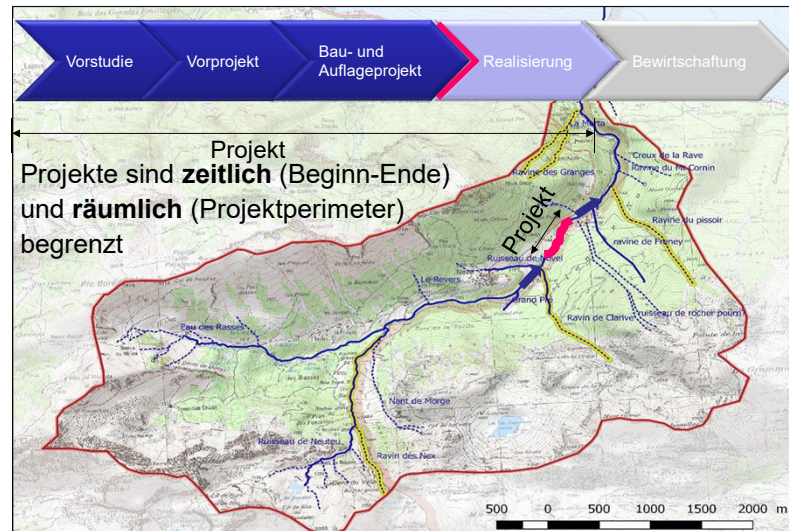 Vorstudie
Vorprojekt
Bau- und
Auflageprojekt
Realisierung
Bewirtschaftung
Projekt
Projekte sind zeitlich (Beginn-Ende)
und räumlich (Projektperimeter)
begrenzt
La Morta
Creux de la Rave
Ravine du Mt Cornin
Ravine des Granges
Projekt
Ravine du pissoir
ravine de Freney
Ruisseau de Novel
Le Revers
Grand Pré
Eau des Rasses
Ravin de Clarive
ruisseau de rocher pourri
Nant de Morge
Ruisseau de Neuteu
Ravin des Nex
500 0 500 1000 1500 2000 m